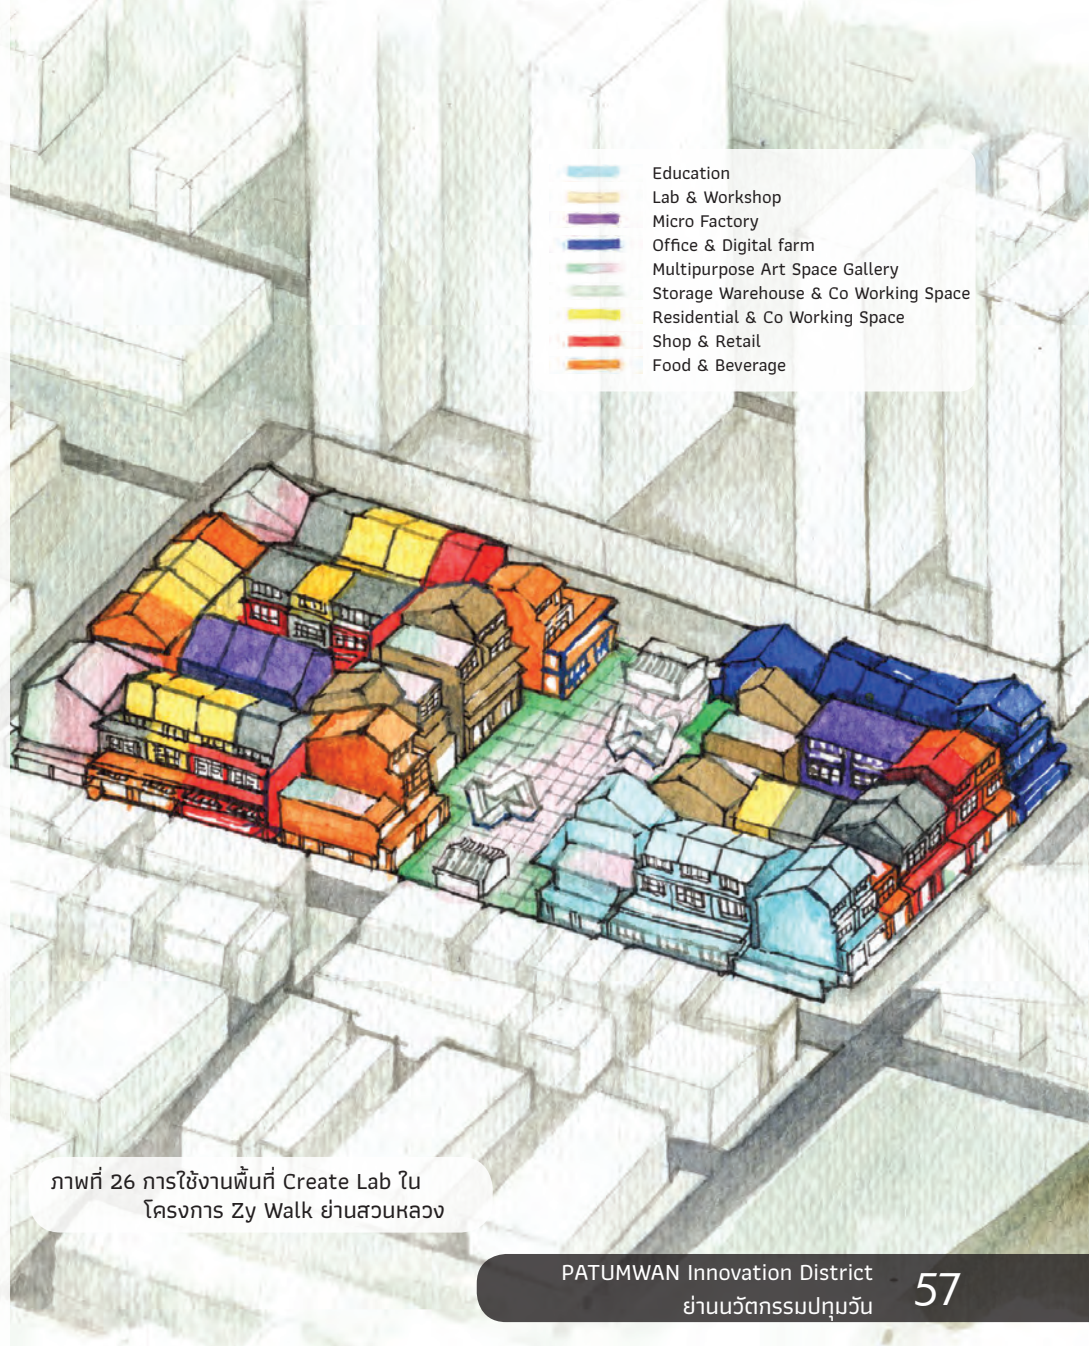 Education
Lab & Workshop
Micro Factory
Office & Digital farm
Multipurpose Art Space Gallery
Storage Warehouse & Co Working Space
Residential & Co Working Space
Shop & Retail
Food & Beverage
ภาพที่ 26 การใช้งานพื้นที่ Create Lab ใน
โครงการ Zy Walk ย่านสวนหลวง
PATUMWAN Innovation District
ย่านนวัตกรรมปทุมวัน
57